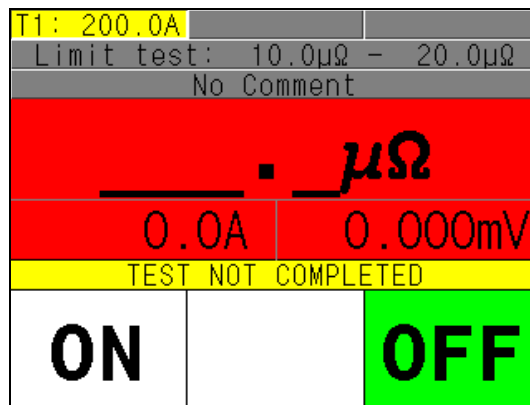 T1: 200.0A
Limit test: 10.0µΩ - 20.0µΩ
No Comment
___._µΩ
0.0A 0.000mV
TEST NOT COMPLETED
ON OFF